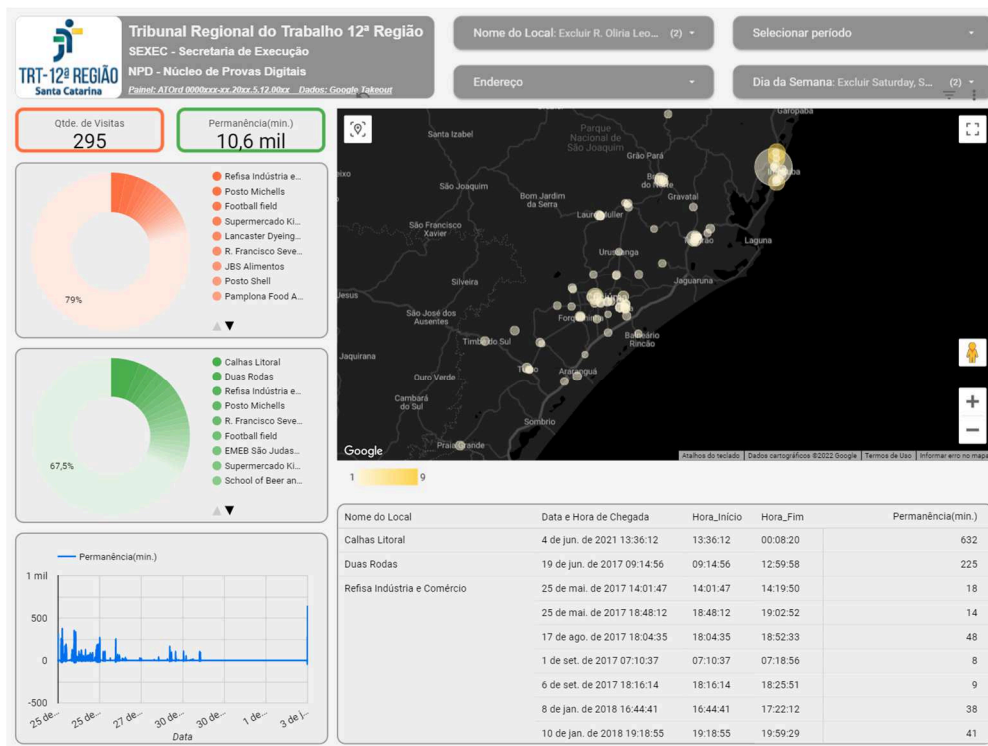 TRT-12ª REGIÃO
Santa Catarina
Tribunal Regional do Trabalho 12ª Região
SEXEC - Secretaria de Execução
NPD - Núcleo de Provas Digitais
Painel: ATOrd 0000xxx-xx.20xx.5.12.00xx Dados: Google Takeout
Nome do Local: Excluir R. Oliria Leo... (2)
Selecionar período
Endereço
Dia da Semana: Excluir Saturday, S... (2)
Qtde. de Visitas
295
Permanência(min.)
10,6 mil
Refisa Indústria e...
Posto Michells
Football field
Supermercado Ki...
Lancaster Dyeing...
R. Francisco Seve...
JBS Alimentos
Posto Shell
Pamplona Food A...
79%
Calhas Litoral
Duas Rodas
Refisa Indústria e...
Posto Michells
R. Francisco Seve...
Football field
EMEB São Judas...
Supermercado Ki...
School of Beer an...
67,5%
Permanência(min.)
1 mil
500
0
-500
25 de...
25 de...
27 de...
30 de...
30 de...
1 de...
3 de j...
Data
Garopaba
Santa Izabel
Parque
Nacional de
São Joaquim
Grão Pará
São Joaquim
Bom Jardim
da Serra
Gravatal
São Francisco
Xavier
Laguna
Silveira
Jaguaruna
São José dos
Ausentes
Balneário
Rincão
Jaquirana
Ouro Verde
Araranguá
Cambará
do Sul
Sombrio
Google
Atalhos do teclado
Dados cartográficos ©2022 Google
Termos de Uso
Informar erro no mapa
1
9
Nome do Local Data e Hora de Chegada Hora_Início Hora_Fim Permanência(min.)
Calhas Litoral 4 de jun. de 2021 13:36:12 13:36:12 00:08:20 632
Duas Rodas 19 de jun. de 2017 09:14:56 09:14:56 12:59:58 225
Refisa Indústria e Comércio 25 de mai. de 2017 14:01:47 14:01:47 14:19:50 18
25 de mai. de 2017 18:48:12 18:48:12 19:02:52 14
17 de ago. de 2017 18:04:35 18:04:35 18:52:33 48
1 de set. de 2017 07:10:37 07:10:37 07:18:56 8
6 de set. de 2017 18:16:14 18:16:14 18:25:51 9
8 de jan. de 2018 16:44:41 16:44:41 17:22:12 38
10 de jan. de 2018 19:18:55 19:18:55 19:59:29 41